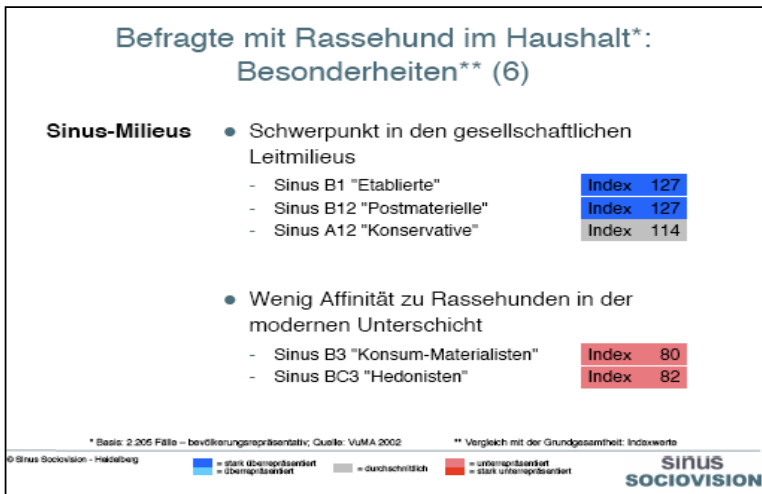 Befragte mit Rassehund im Haushalt*:
Besonderheiten** (6)
Sinus-Milieus
● Schwerpunkt in den gesellschaftlichen
Leitmilieus
- Sinus B1 "Etablierte" Index 127
- Sinus B12 "Postmaterielle" Index 127
- Sinus A12 "Konservative" Index 114
● Wenig Affinität zu Rassehunden in der
modernen Unterschicht
- Sinus B3 "Konsum-Materialisten" Index 80
- Sinus BC3 "Hedonisten" Index 82
* Basis: 2.205 Fälle – bevölkerungsrepräsentativ; Quelle: VuMA 2002 ** Vergleich mit der Grundgesamtheit: Indexwerte
© Sinus Sociovision - Heidelberg
= stark überrepräsentiert
= überrepräsentiert
= durchschnittlich
= unterrepräsentiert
= stark unterrepräsentiert
sinus
SOCIOVISION